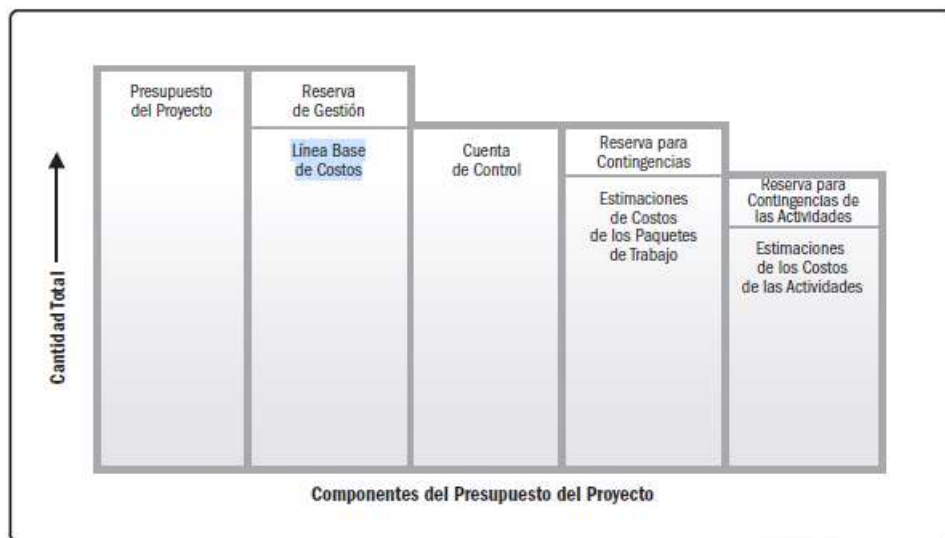 Presupuesto
del Proyecto
Reserva
de Gestión
Línea Base
de Costos
Cuenta
de Control
Reserva para
Contingencias
Estimaciones
de Costos
de los Paquetes
de Trabajo
Reserva para
Contingencias de
las Actividades
Estimaciones
de los Costos
de las Actividades
Cantidad Total
Componentes del Presupuesto del Proyecto